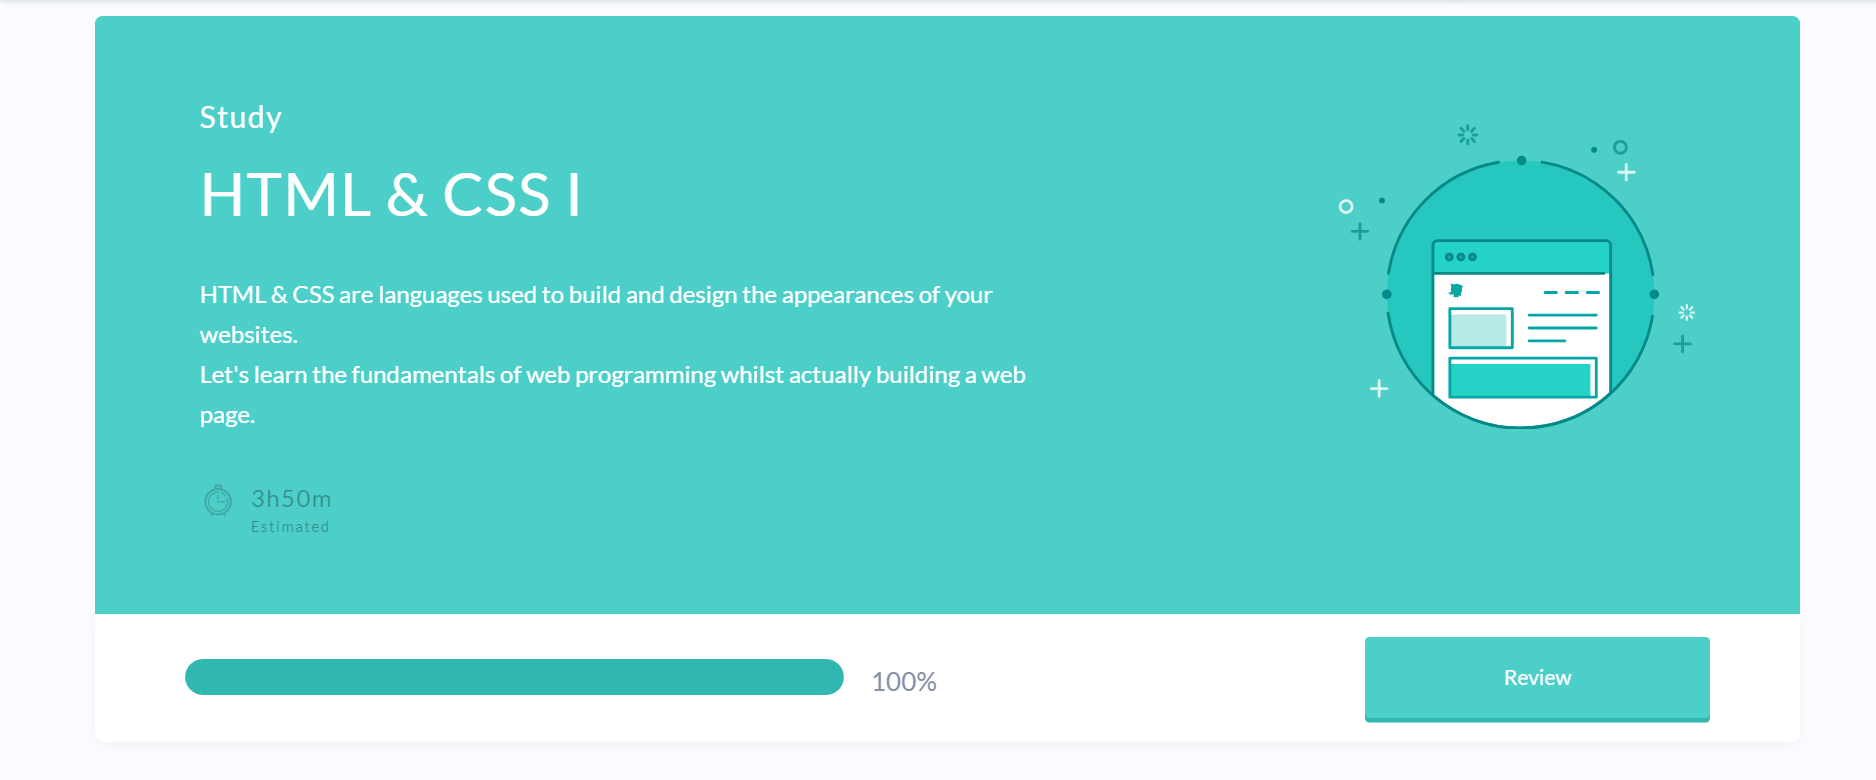 Study
HTML & CSS I
HTML & CSS are languages used to build and design the appearances of your
websites.
Let's learn the fundamentals of web programming whilst actually building a web
page.
3h50m
Estimated
100%
Review